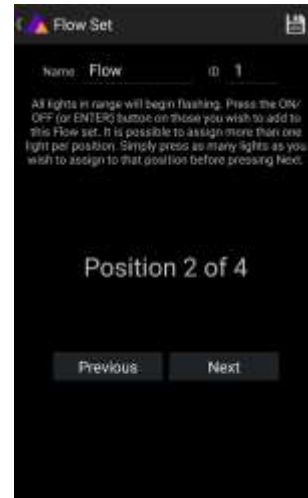 Flow Set
Name Flow ID 1
All lights in range will begin flashing. Press the ON/
OFF (or ENTER) button on those you wish to add to
this Flow set. It is possible to assign more than one
light per position. Simply press as many lights as you
wish to assign to that position before pressing Next.
Position 2 of 4
Previous Next